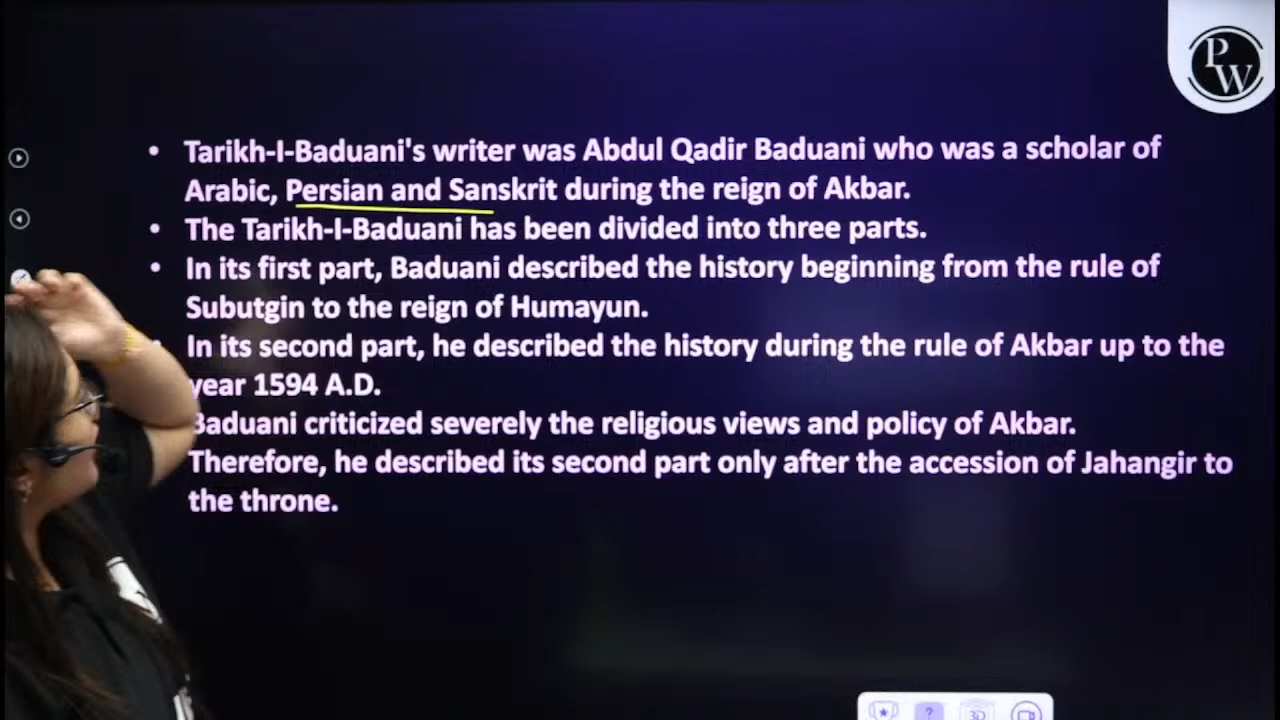 PW
• Tarikh-I-Baduani's writer was Abdul Qadir Baduani who was a scholar of
Arabic, Persian and Sanskrit during the reign of Akbar.
• The Tarikh-I-Baduani has been divided into three parts.
• In its first part, Baduani described the history beginning from the rule of
Subutgin to the reign of Humayun.
In its second part, he described the history during the rule of Akbar up to the
year 1594 A.D.
Baduani criticized severely the religious views and policy of Akbar.
Therefore, he described its second part only after the accession of Jahangir to
the throne.
? 3D